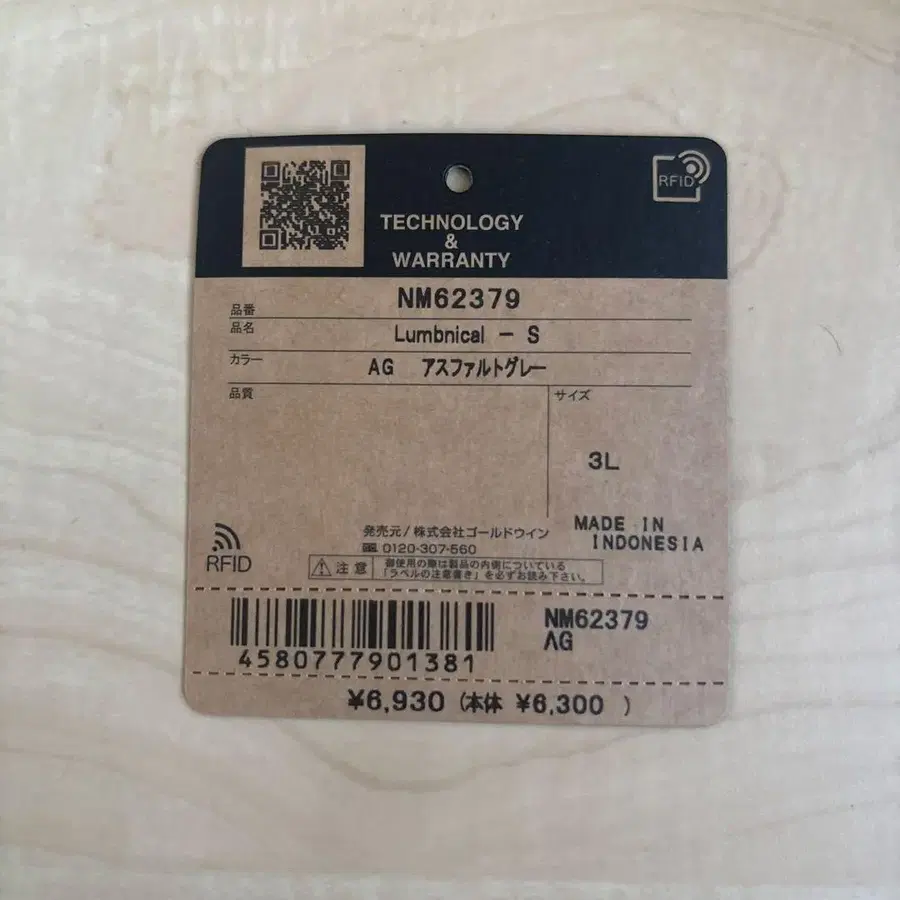 RFID
TECHNOLOGY
&
WARRANTY
品番 NM62379
品名 Lumbnical - S
カラー AG アスファルトグレー
品質
サイズ
3L
発売元/株式会社ゴールドウイン
0120-307-560
MADE IN
INDONESIA
RFID
注意
御使用の際は製品の内側についている
「ラベルの注意書き」を必ずお読み下さい。
NM62379
AG
4580777901381
¥6,930 (本体 ¥6,300 )